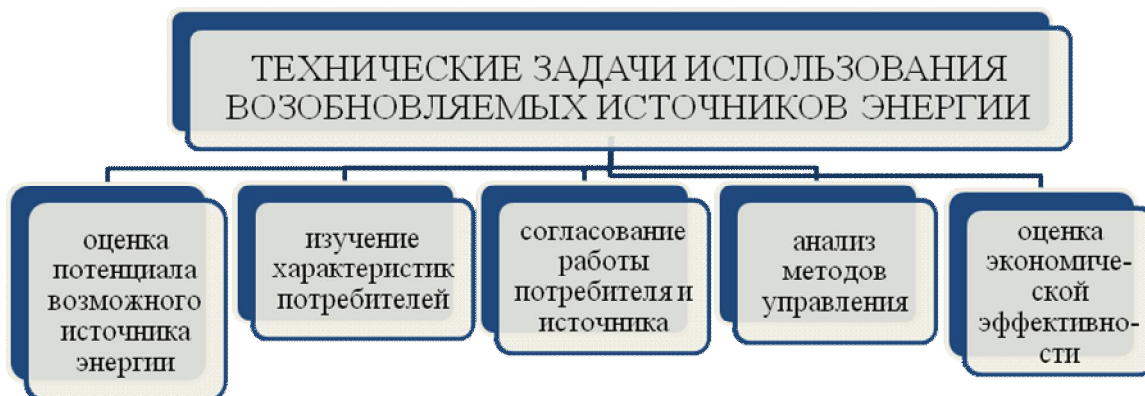 ТЕХНИЧЕСКИЕ ЗАДАЧИ ИСПОЛЬЗОВАНИЯ
ВОЗОБНОВЛЯЕМЫХ ИСТОЧНИКОВ ЭНЕРГИИ
оценка
потенциала
возможного
источника
энергии
изучение
характеристик
потребителей
согласование
работы
потребителя и
источника
анализ
методов
управления
оценка
экономиче-
ской
эффективно-
сти